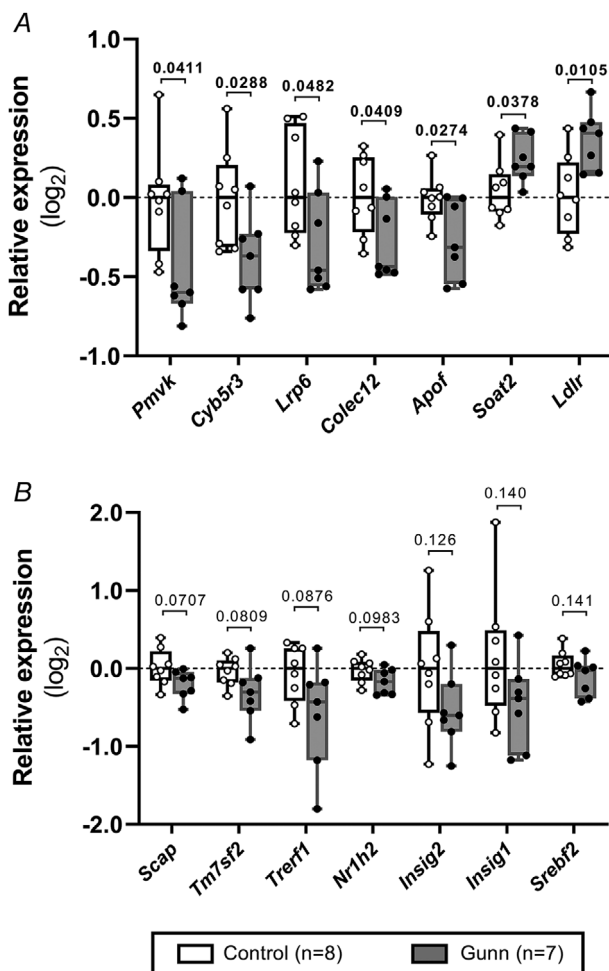 A
Relative expression
(log2)
1.0
0.5
0.0
-0.5
-1.0
0.0411
0.0288
0.0482
0.0409
0.0274
0.0378
0.0105
Pmvk
Cyb5r3
Lrp6
Colec12
Apof
Soat2
Ldlr
B
Relative expression
(log2)
2.0
1.0
0.0
-1.0
-2.0
0.0707
0.0809
0.0876
0.0983
0.126
0.140
0.141
Scap
Tm7sf2
Trerf1
Nr1h2
Insig2
Insig1
Srebf2
Control (n=8)
Gunn (n=7)